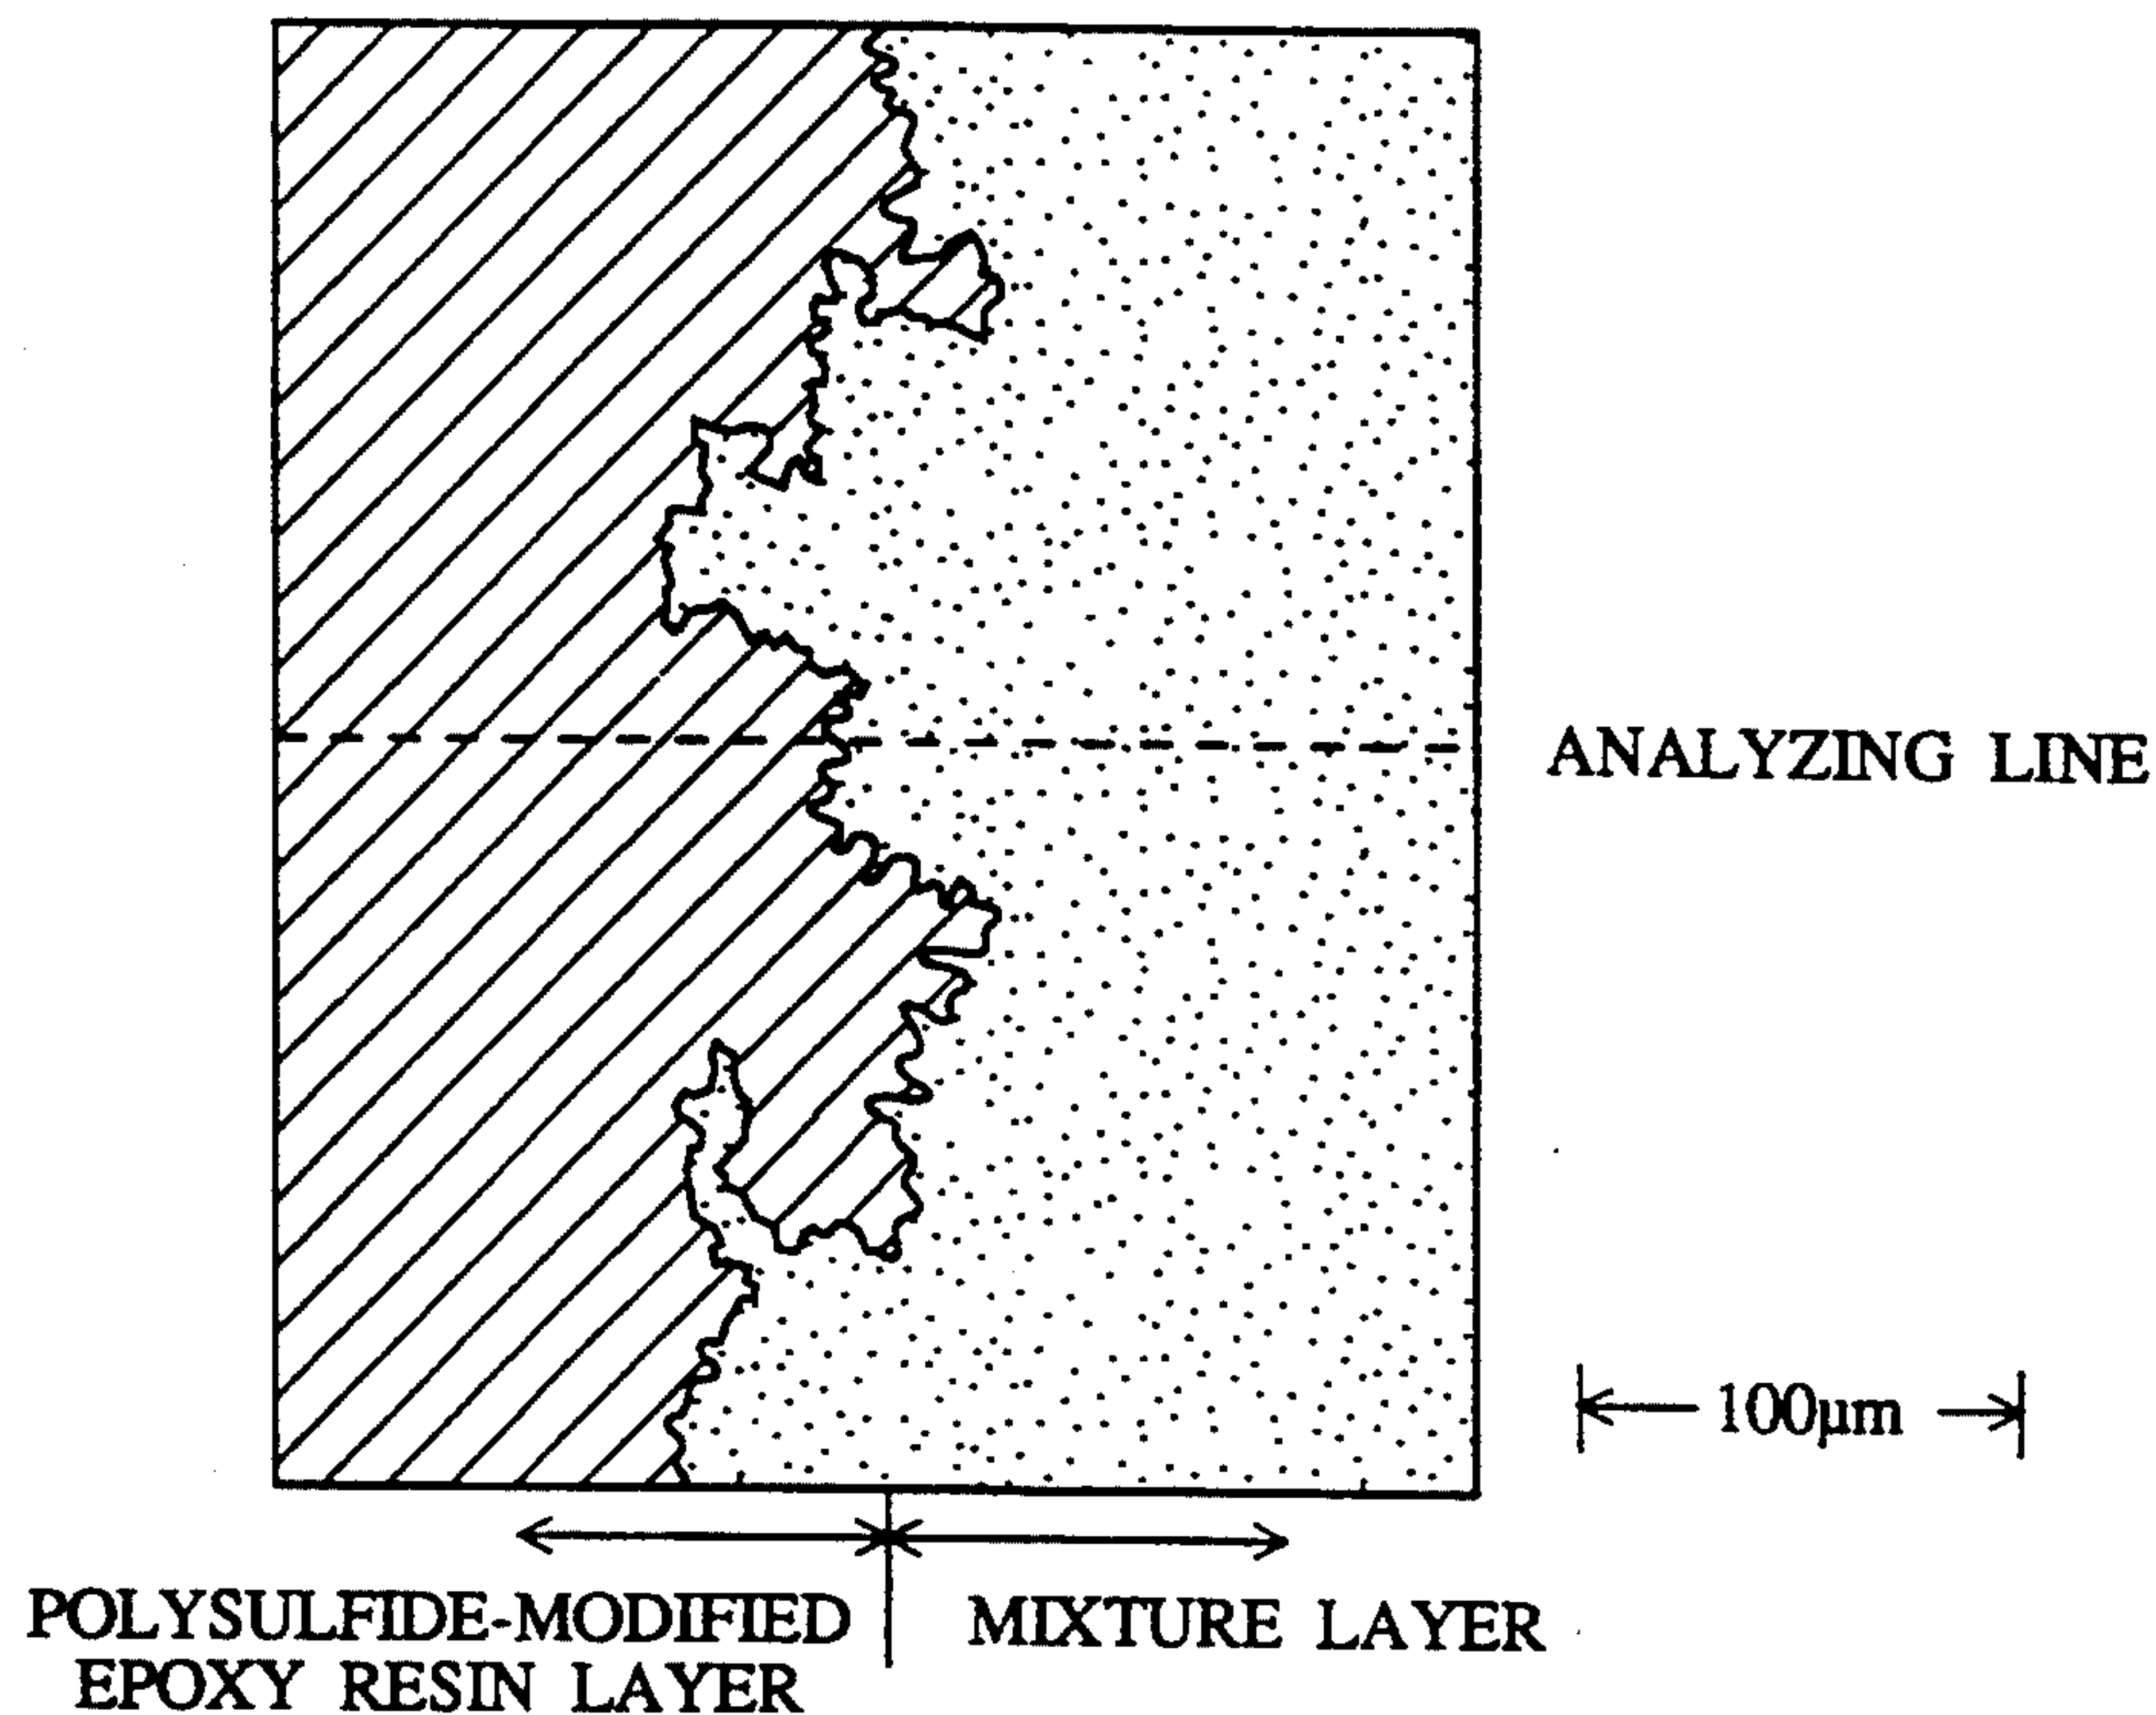 ANALYZING LINE
100μm
POLYSULFIDE-MODIFIED
EPOXY RESIN LAYER
MIXTURE LAYER